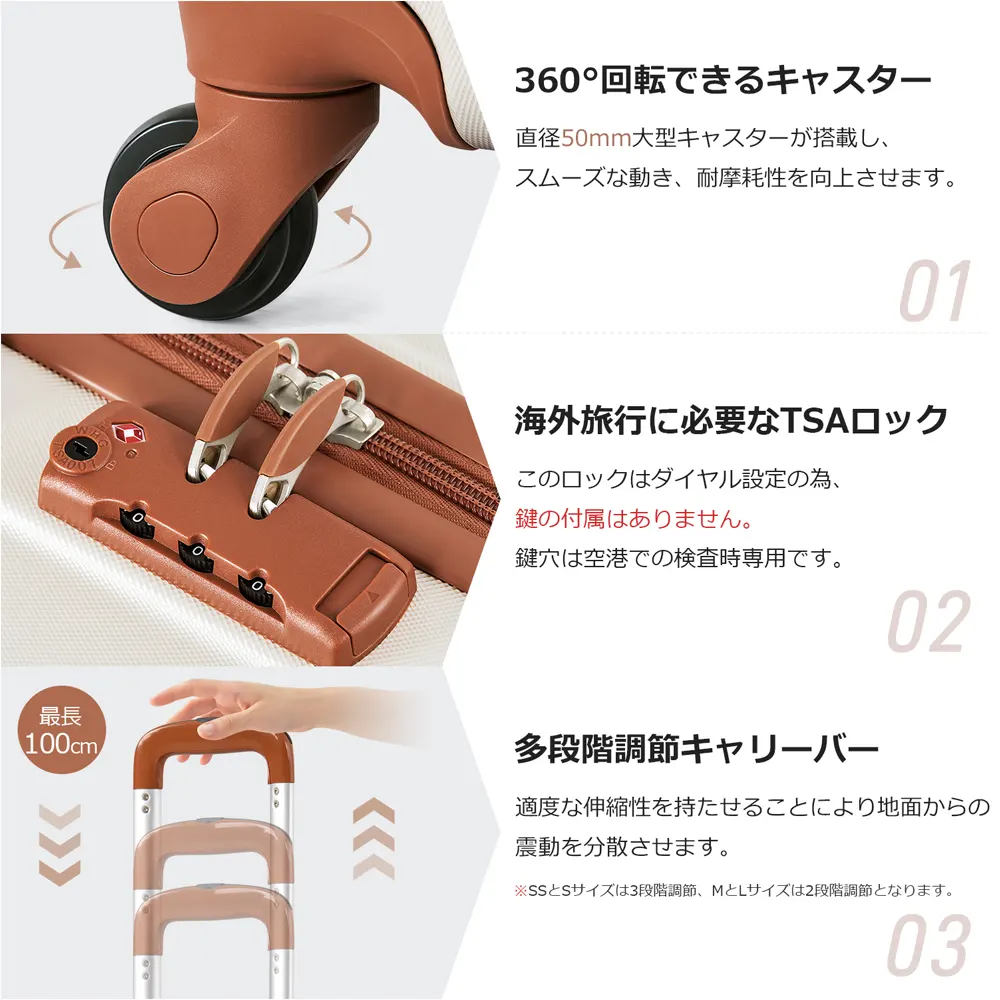 360°回転できるキャスター
直径50mm大型キャスターが搭載し、
スムーズな動き、耐摩耗性を向上させます。
01
TSA007
海外旅行に必要なTSAロック
このロックはダイヤル設定の為、
鍵の付属はありません。
鍵穴は空港での検査時専用です。
0
0
0
02
最長
100cm
多段階調節キャリーバー
適度な伸縮性を持たせることにより地面からの
震動を分散させます。
※SSとSサイズは3段階調節、MとLサイズは2段階調節となります。
03